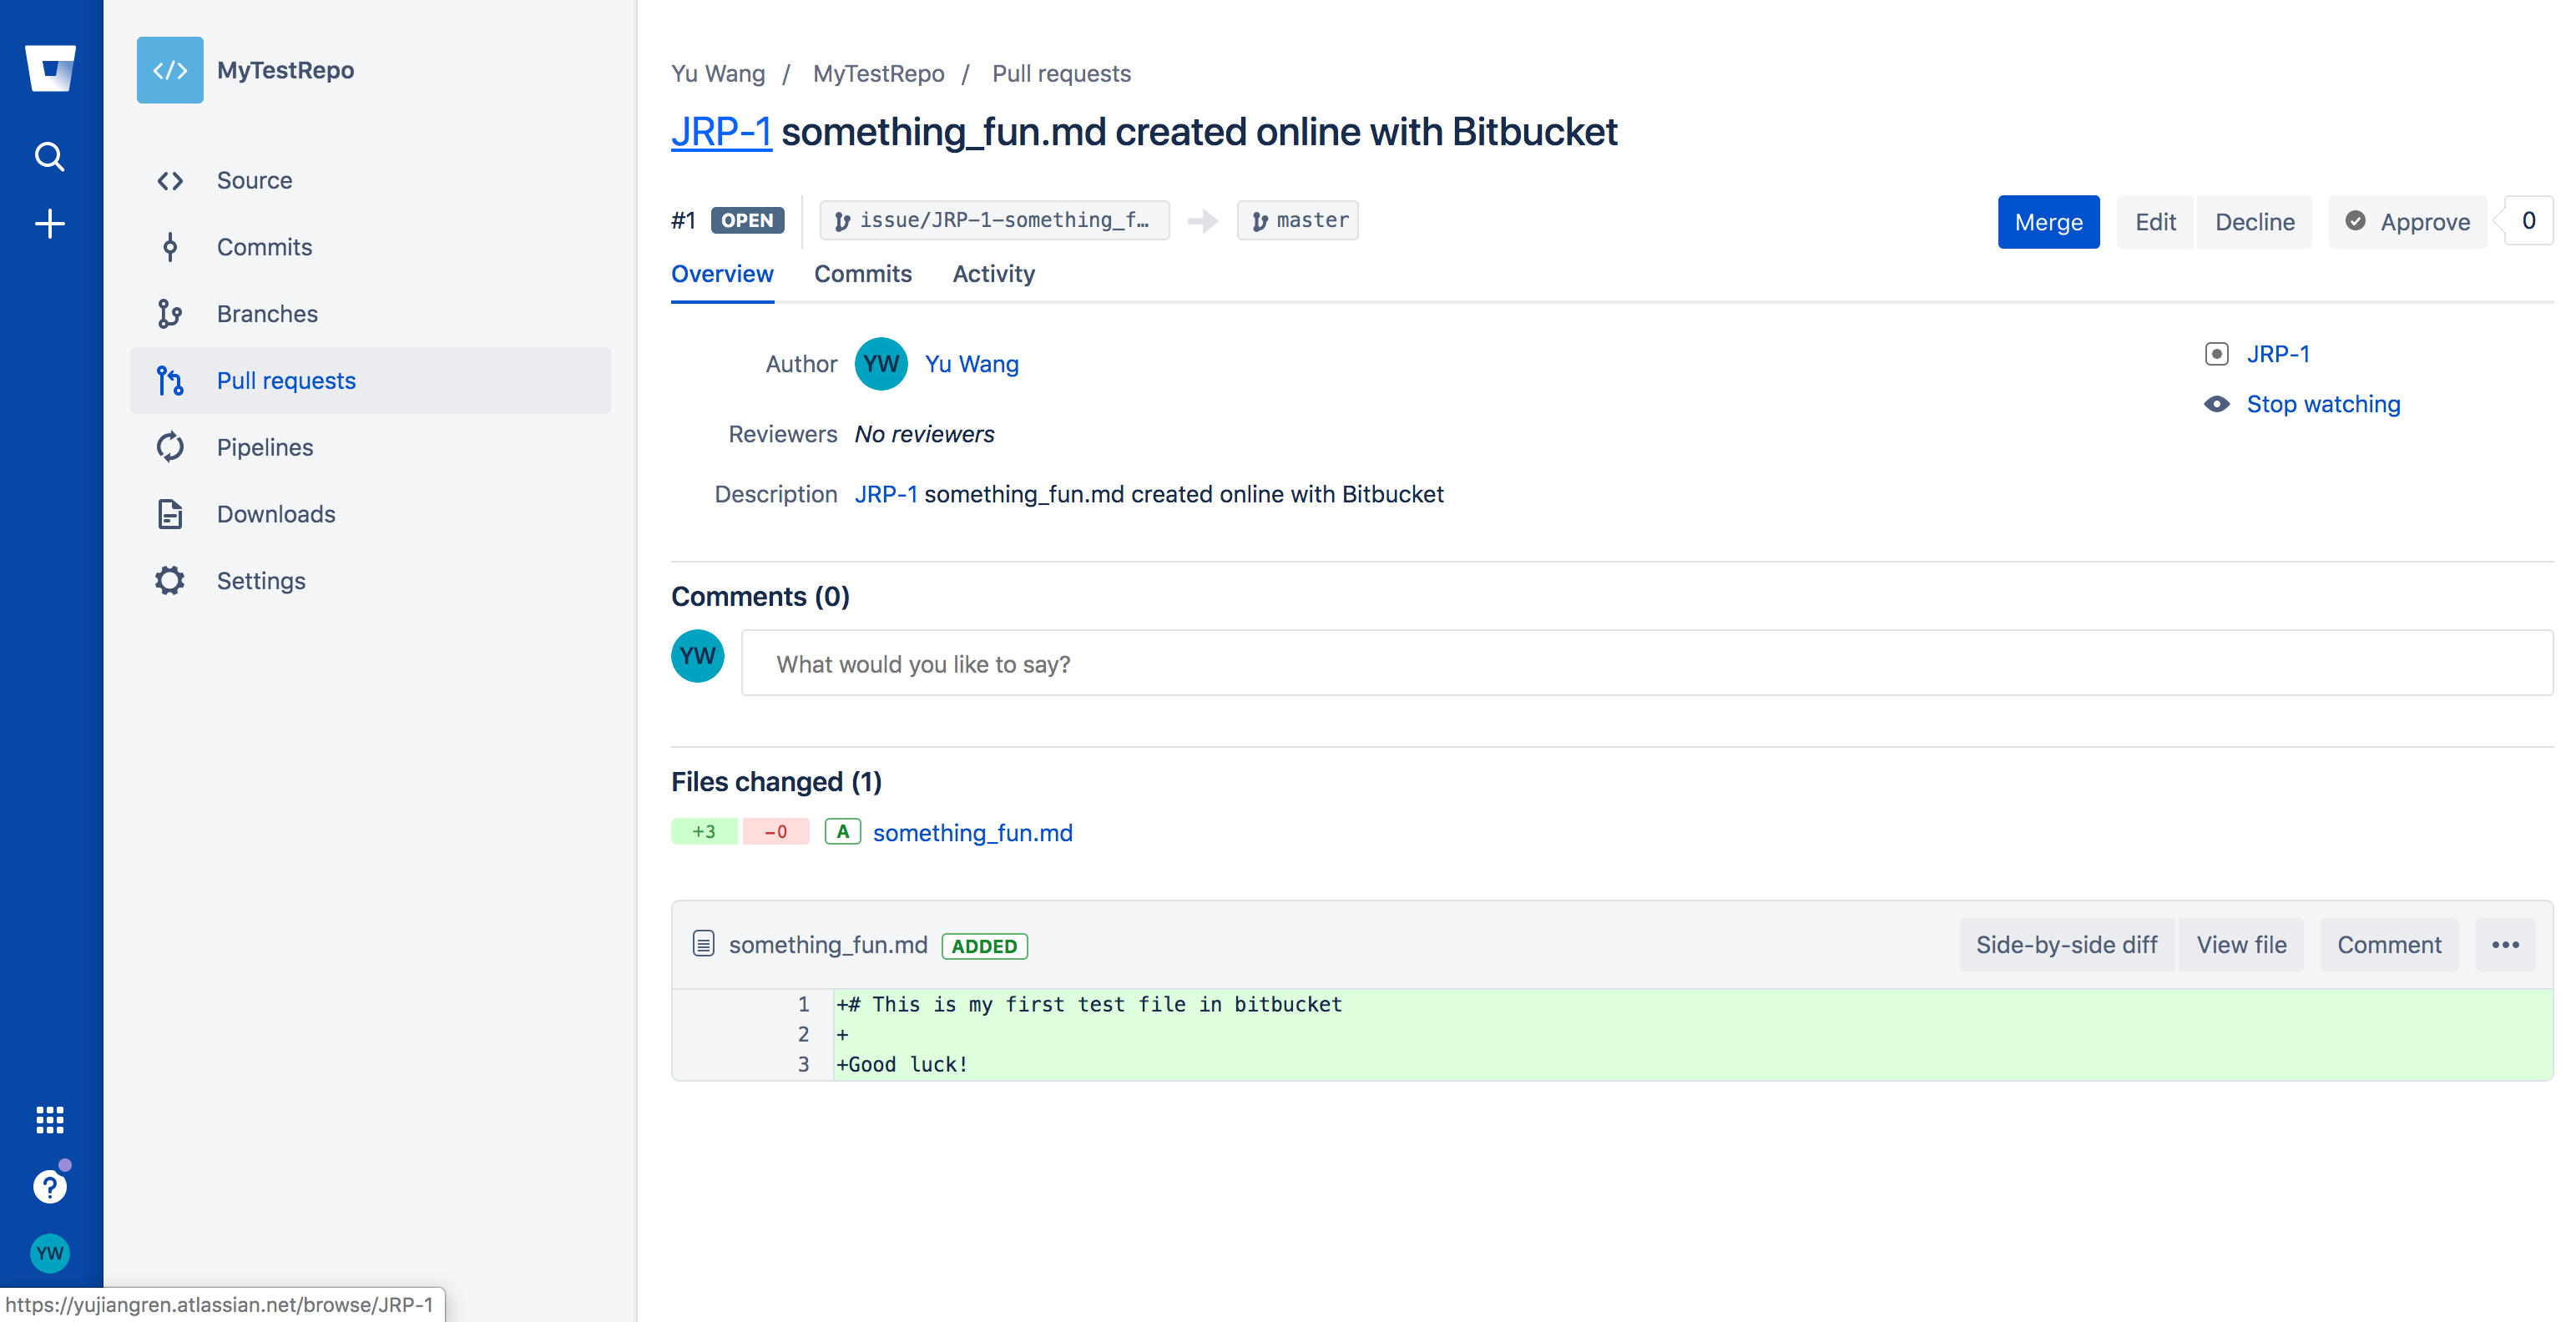 MyTestRepo
Source
Commits
Branches
Pull requests
Pipelines
Downloads
Settings
YW
https://yujiangren.atlassian.net/browse/JRP-1
Yu Wang / MyTestRepo / Pull requests
JRP-1 something_fun.md created online with Bitbucket
#1 OPEN issue/JRP-1-something_f… master Merge Edit Decline Approve 0
Overview Commits Activity
Author YW Yu Wang
JRP-1
Stop watching
Reviewers No reviewers
Description JRP-1 something_fun.md created online with Bitbucket
Comments (0)
YW What would you like to say?
Files changed (1)
+3 -0 A something_fun.md
something_fun.md ADDED Side-by-side diff View file Comment •••
1 +# This is my first test file in bitbucket
2 +
3 +Good luck!